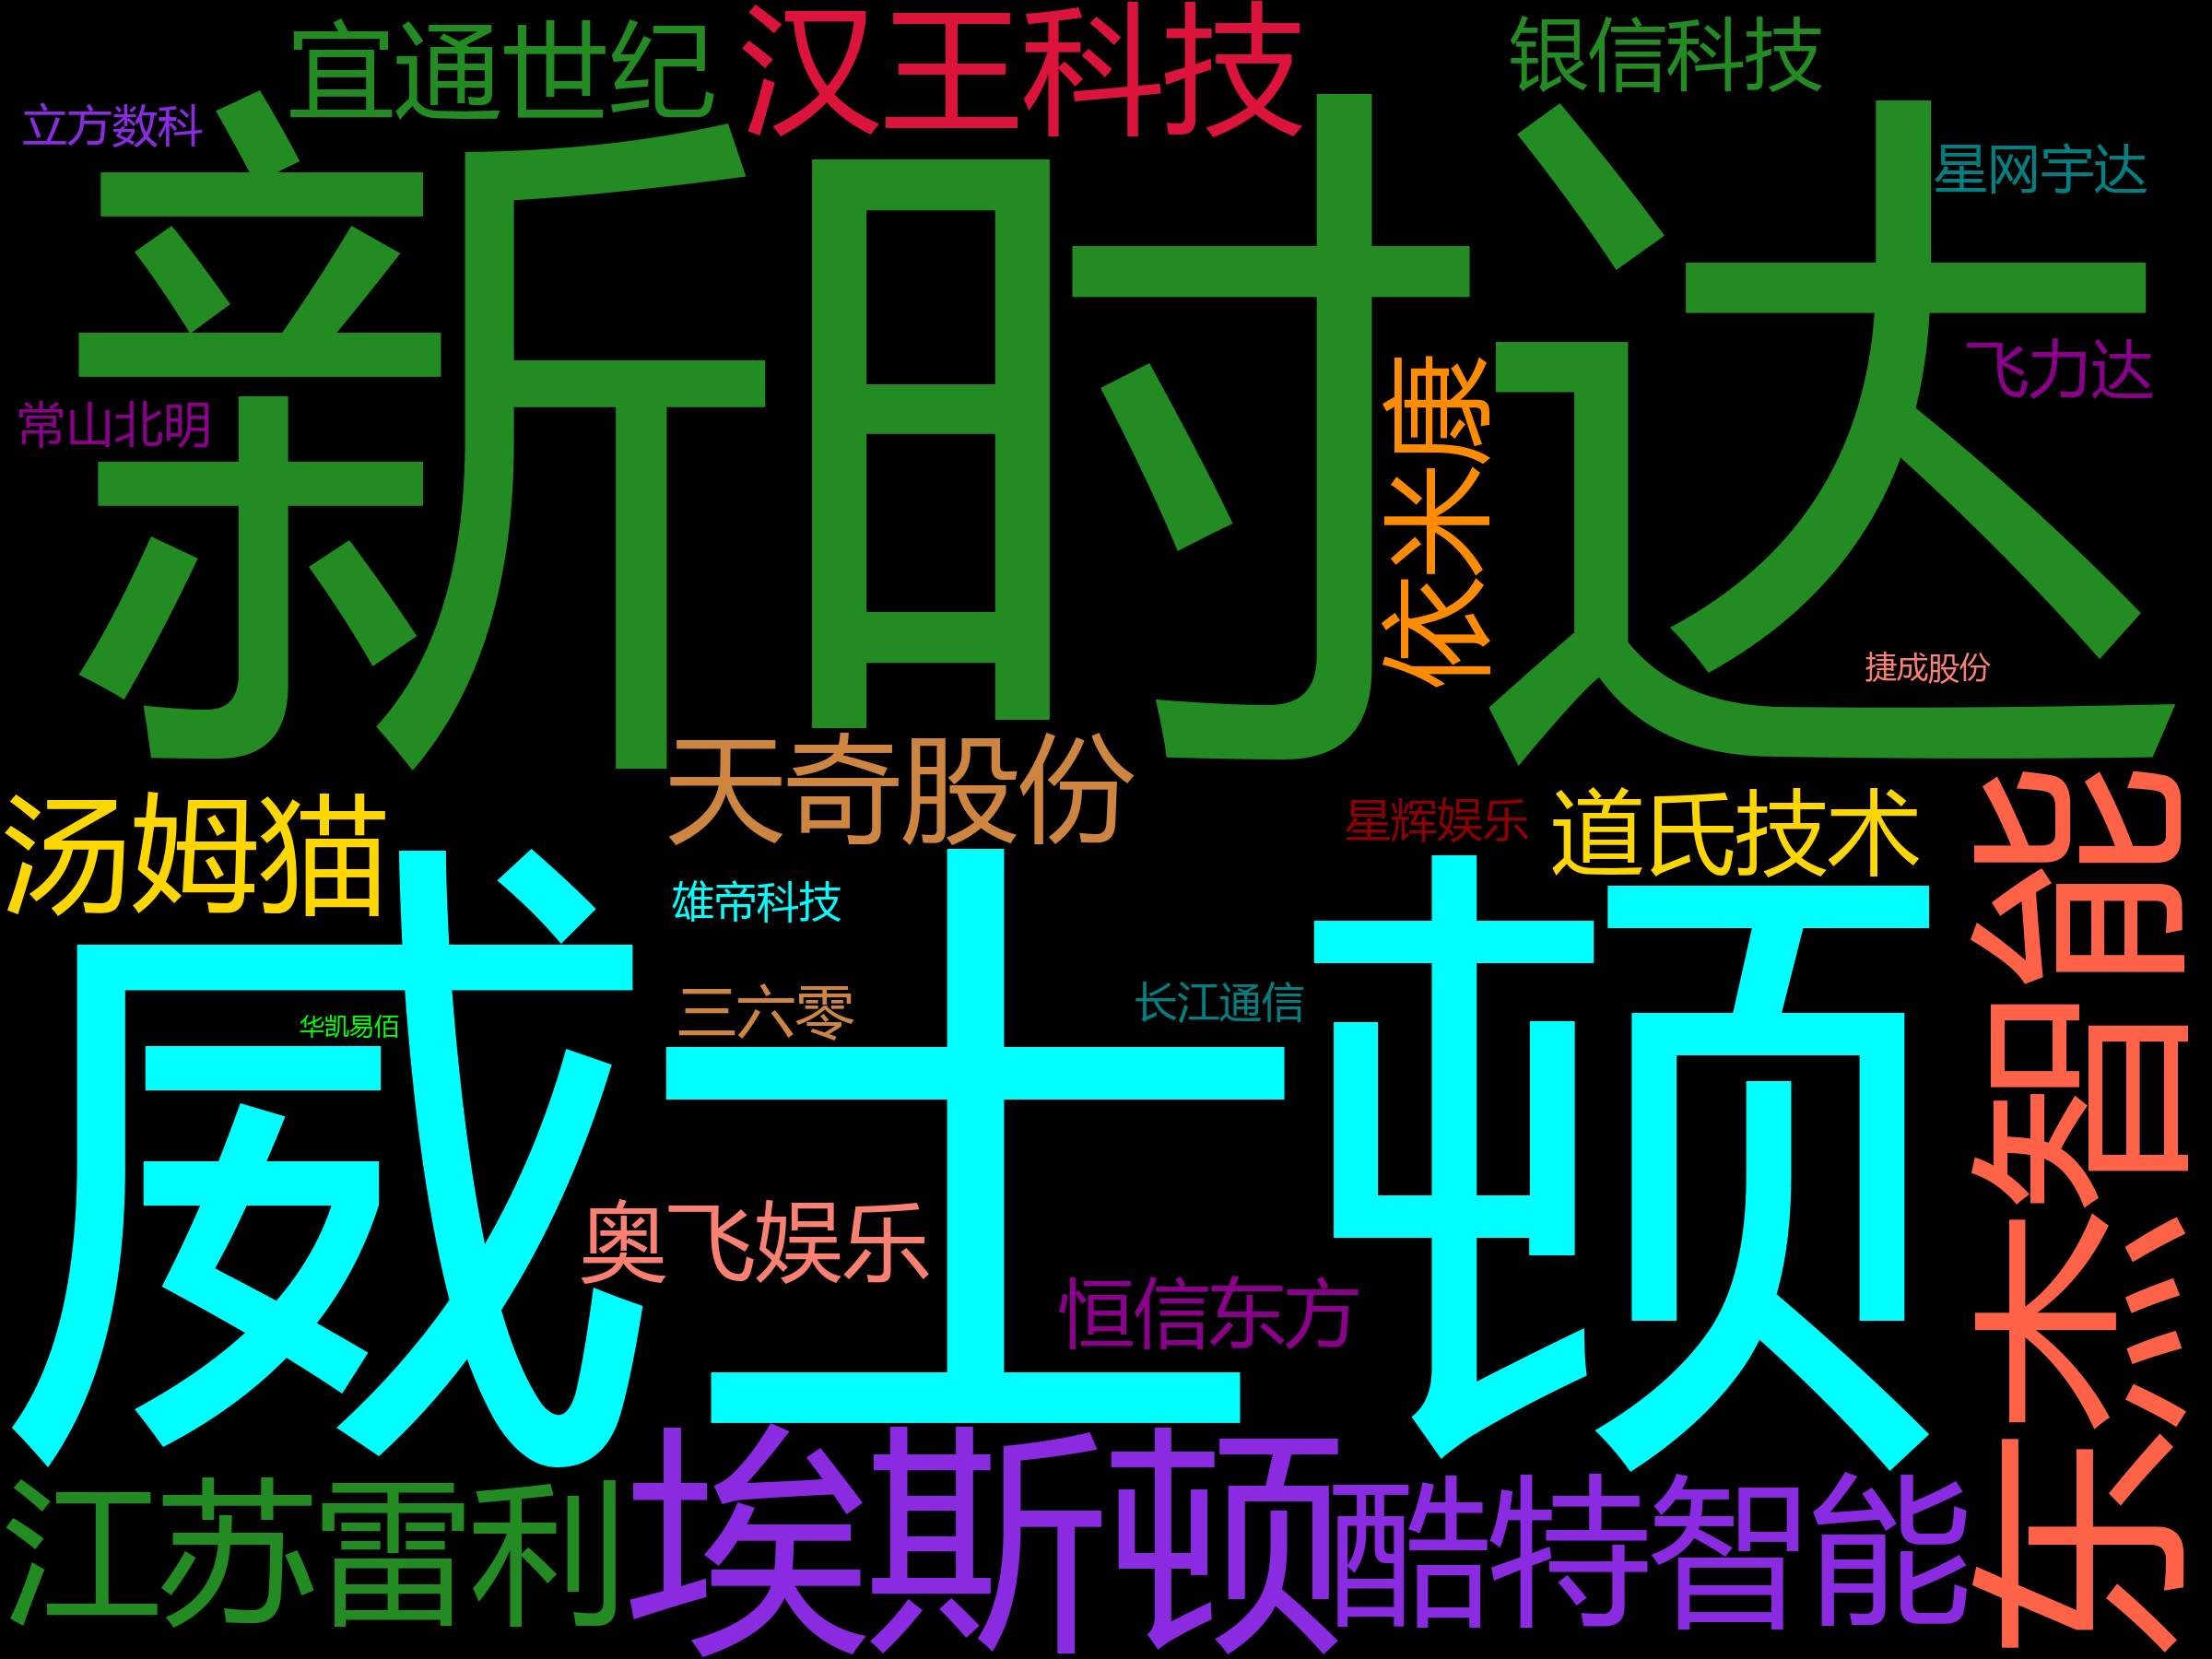 宜通世纪
汉王科技
银信科技
立方数科
星网宇达
新时达
飞力达
常山北明
依米康
捷成股份
天奇股份
汤姆猫
星辉娱乐
道氏技术
雄帝科技
杰智能
三六零
长江通信
华凯易佰
威士顿
奥飞娱乐
恒信东方
江苏雷利
埃斯顿
酷特智能